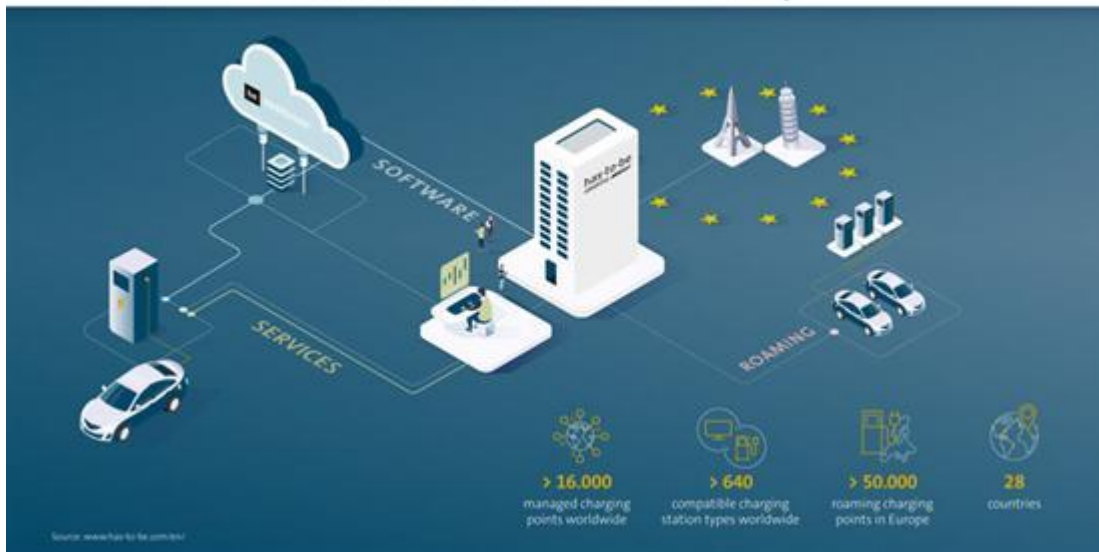 SOFTWARE
has·to·be
SERVICES
ROAMING
> 16.000
managed charging
points worldwide
> 640
compatible charging
station types worldwide
> 50.000
roaming charging
points in Europe
28
countries
Source: www.has-to-be.com/en/